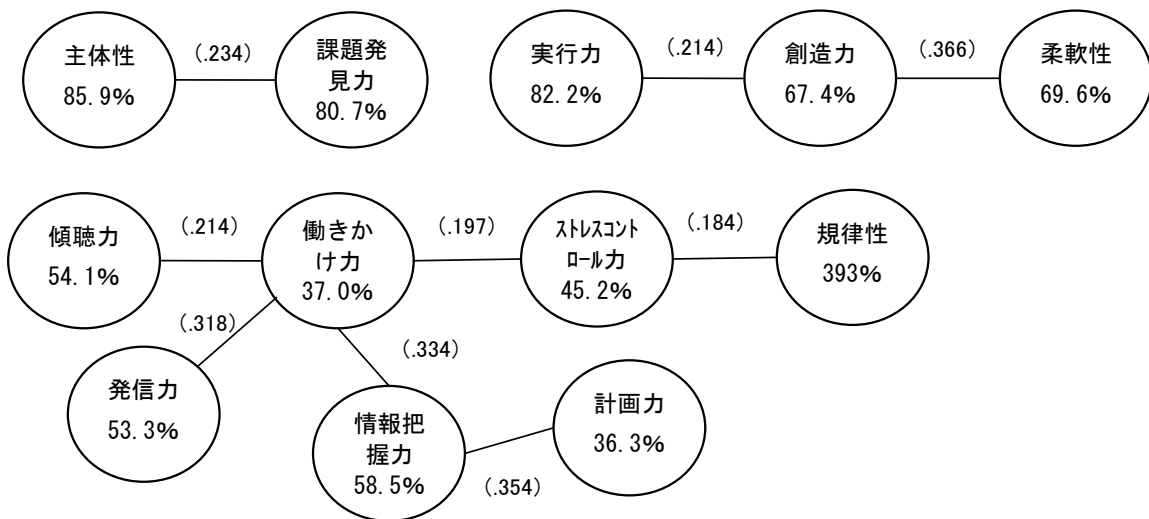 主体性
85.9%
(.234)
課題発
見力
80.7%
実行力
82.2%
(.214)
創造力
67.4%
(.366)
柔軟性
69.6%
傾聴力
54.1%
(.214)
働きか
け力
37.0%
(.197)
ｽﾄﾚｽｺﾝﾄ
ﾛｰﾙ力
45.2%
(.184)
規律性
393%
(.318)
発信力
53.3%
(.334)
情報把
握力
58.5%
(.354)
計画力
36.3%